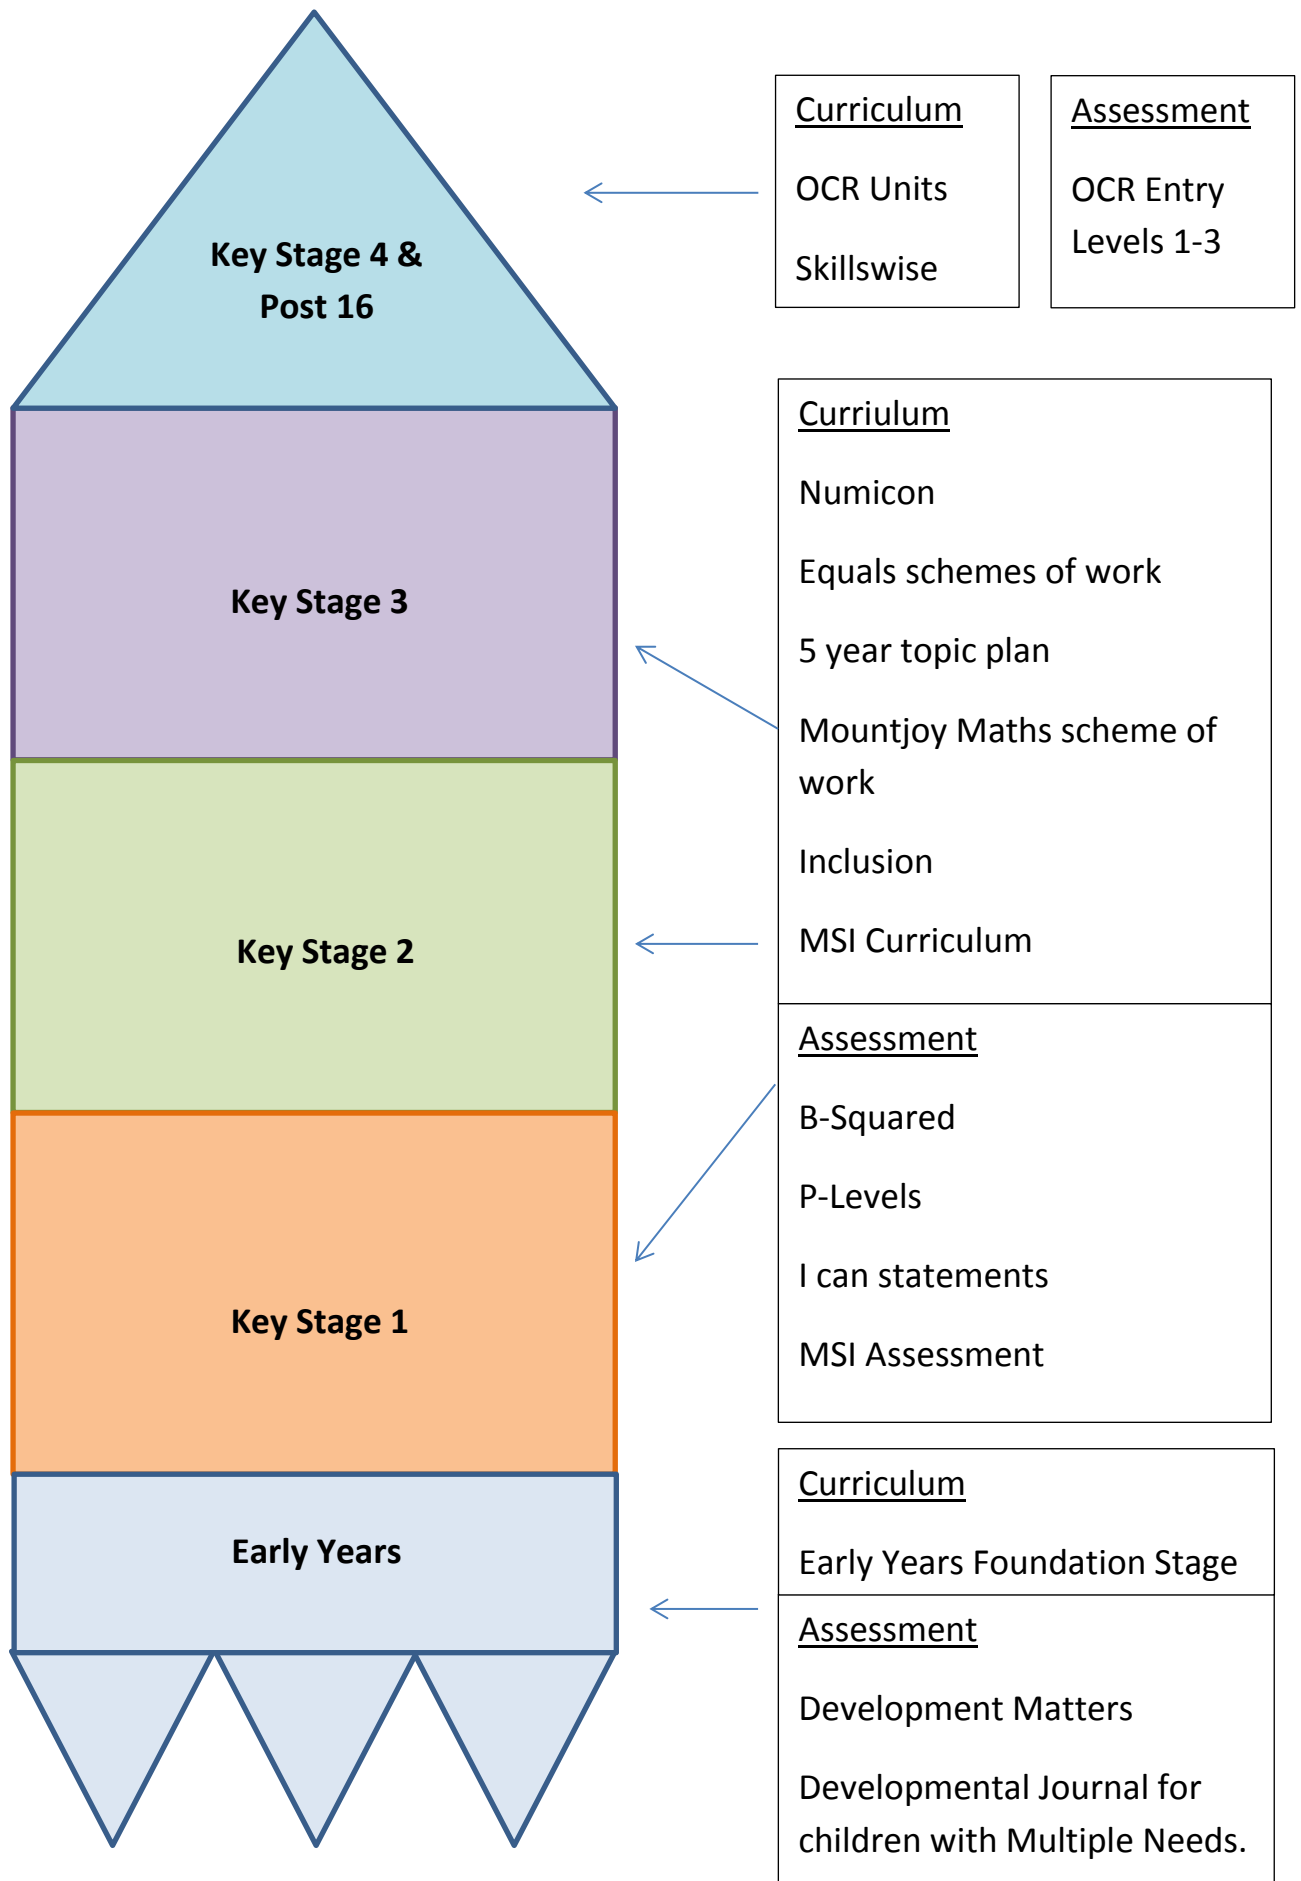 Key Stage 4 &
Post 16
Curriculum
OCR Units
Skillswise
Assessment
OCR Entry
Levels 1-3
Key Stage 3
Curriulum
Numicon
Equals schemes of work
5 year topic plan
Mountjoy Maths scheme of
work
Inclusion
MSI Curriculum
Key Stage 2
Assessment
B-Squared
P-Levels
I can statements
MSI Assessment
Key Stage 1
Early Years
Curriculum
Early Years Foundation Stage
Assessment
Development Matters
Developmental Journal for
children with Multiple Needs.